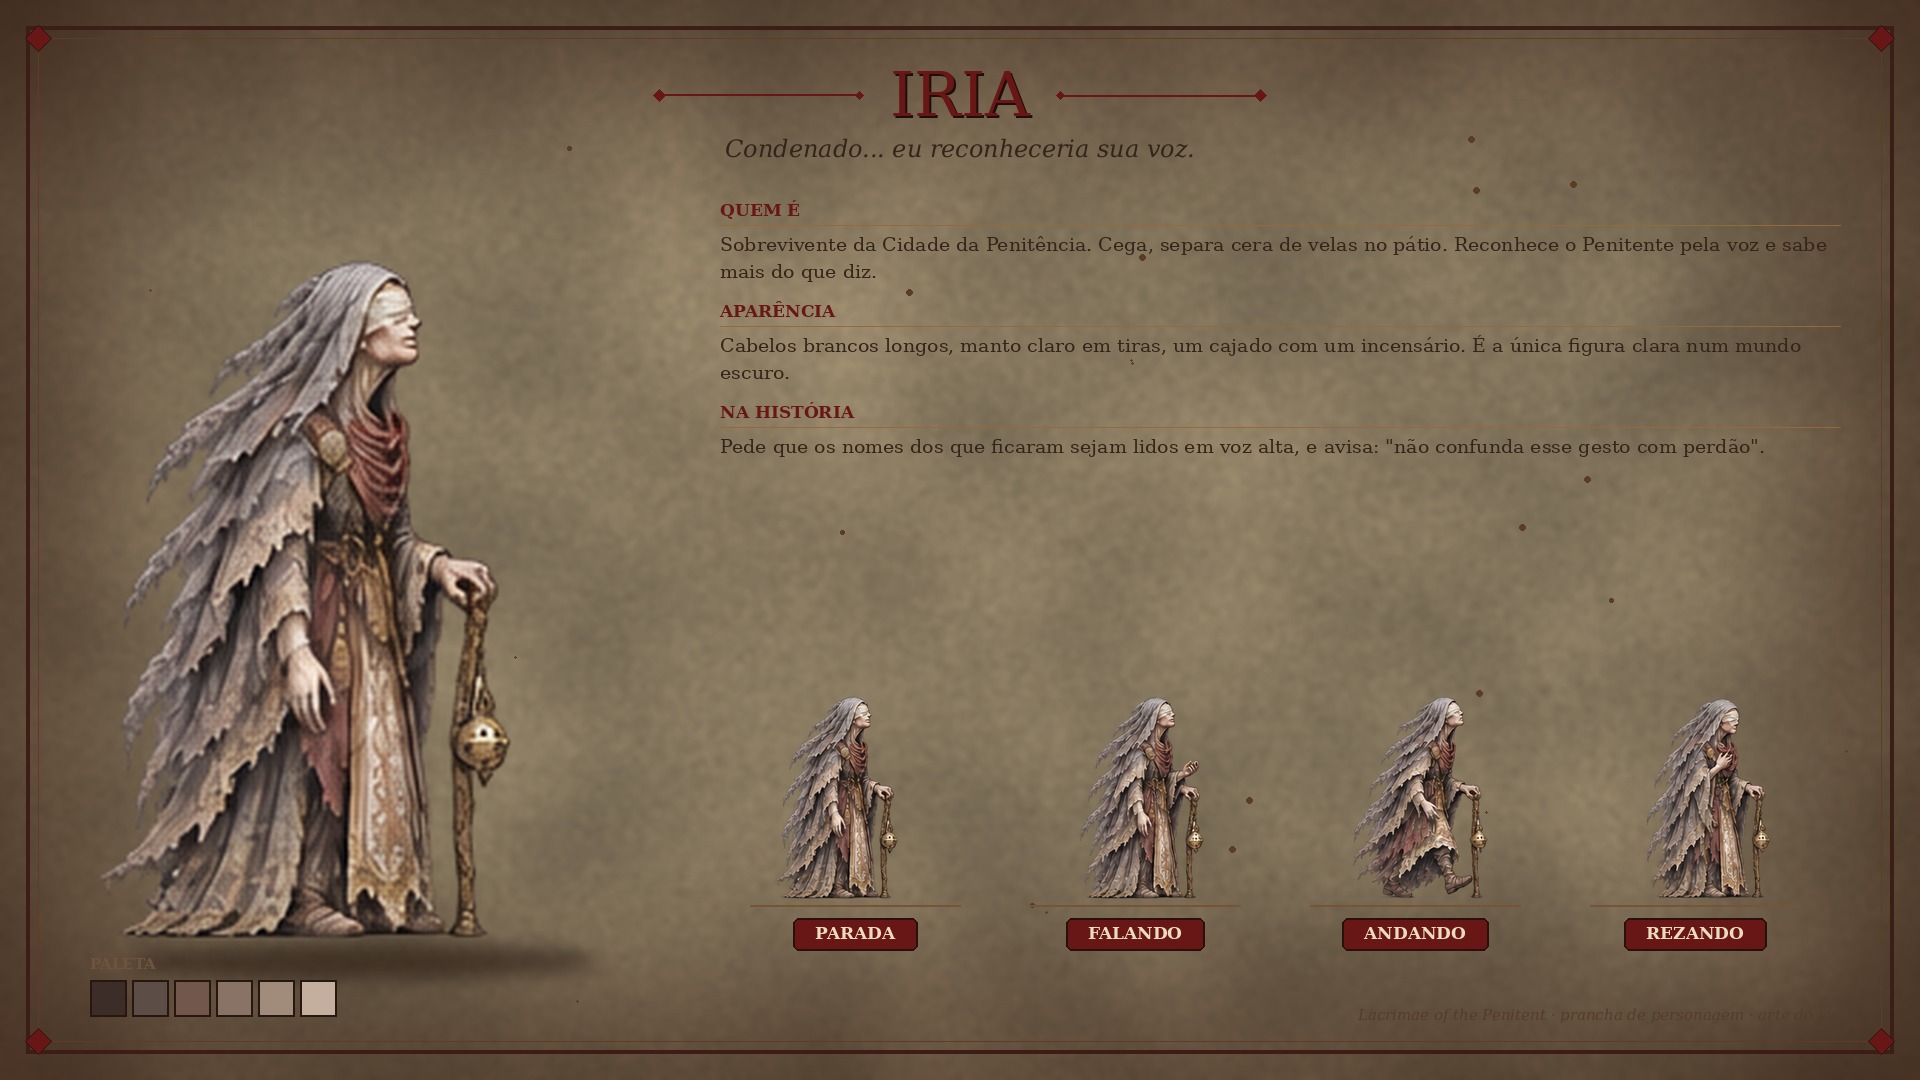 IRIA
Condenado... eu reconheceria sua voz.
QUEM É
Sobrevivente da Cidade da Penitência. Cega, separa cera de velas no pátio. Reconhece o Penitente pela voz e sabe
mais do que diz.
APARÊNCIA
Cabelos brancos longos, manto claro em tiras, um cajado com um incensário. É a única figura clara num mundo
escuro.
NA HISTÓRIA
Pede que os nomes dos que ficaram sejam lidos em voz alta, e avisa: "não confunda esse gesto com perdão".
PARADA
FALANDO
ANDANDO
REZANDO
PALETA
Lacrimae of the Penitent · prancha de personagem · arte do